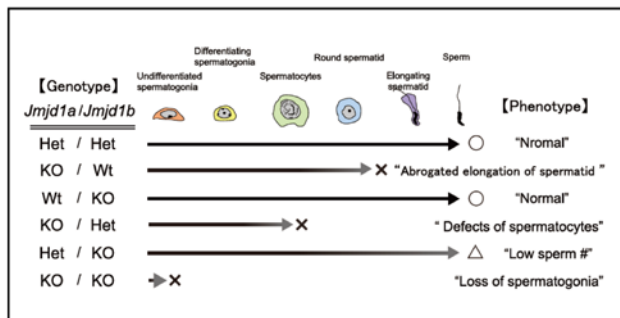 Differentiating spermatogonia
Round spermatid
Sperm
【Genotype】
Undifferentiated spermatogonia
Spermatocytes
Elongating spermatid
Jmjd1a / Jmjd1b
【Phenotype】
Het / Het
○ “Nromal”
KO / Wt
× “Abrogated elongation of spermatid ”
Wt / KO
○ “Normal”
KO / Het
× “ Defects of spermatocytes”
Het / KO
△ “Low sperm #”
KO / KO
× “Loss of spermatogonia”